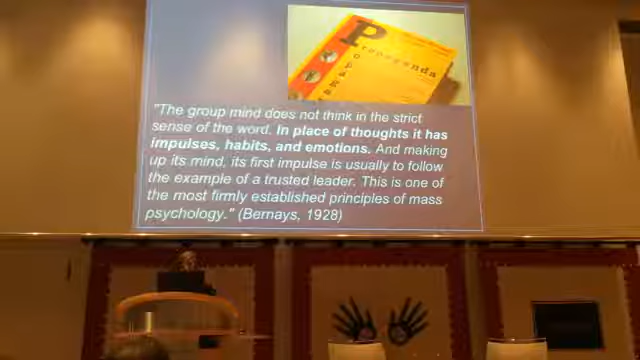 Propaganda
"The group mind does not think in the strict
sense of the word. In place of thoughts it has
impulses, habits, and emotions. And making
up its mind, its first impulse is usually to follow
the example of a trusted leader. This is one of
the most firmly established principles of mass
psychology." (Bernays, 1928)